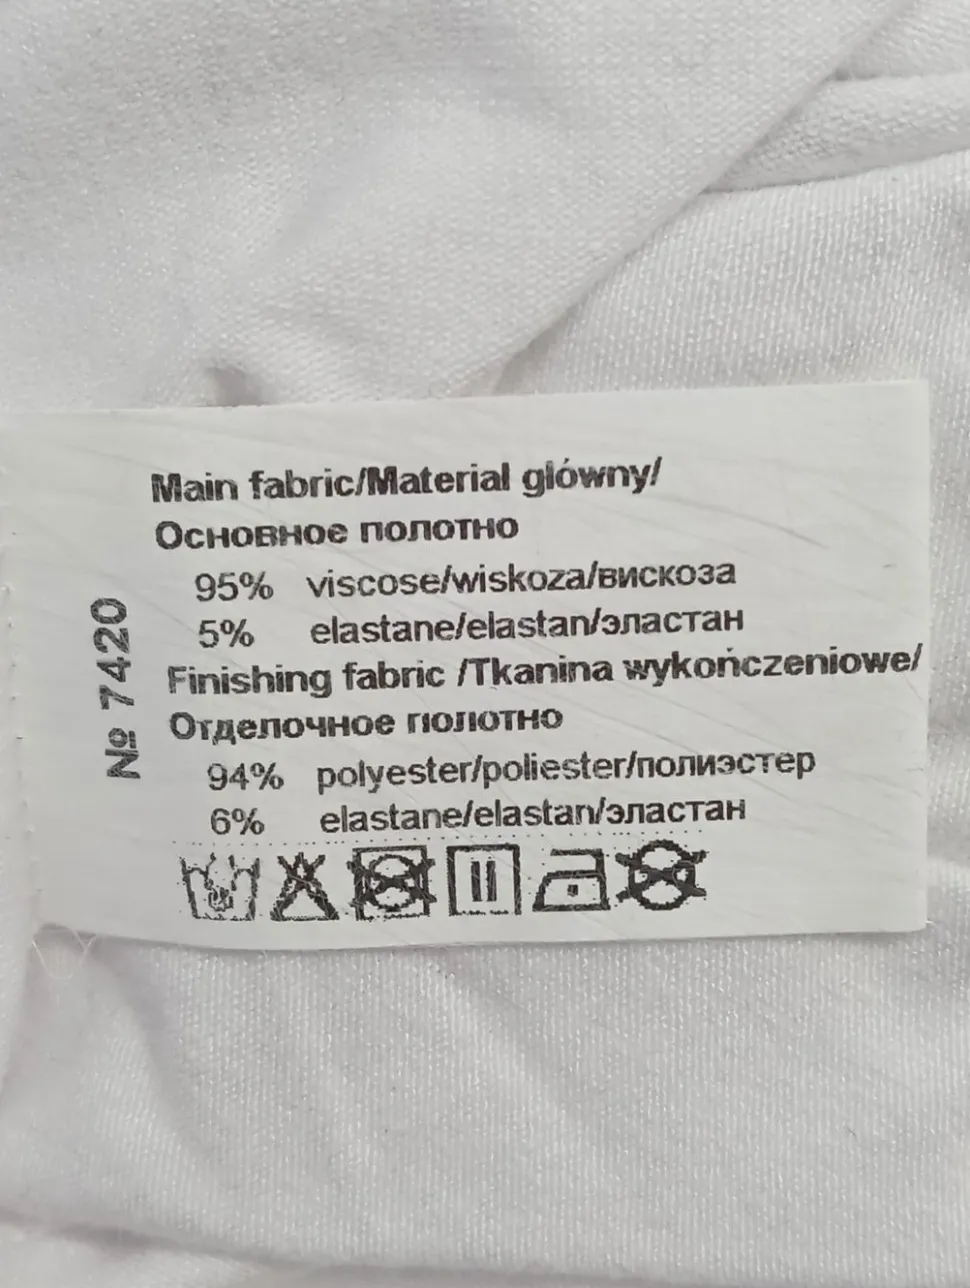 Main fabric/Material główny/
Основное полотно
95% viscose/wiskoza/вискоза
5% elastane/elastan/эластан
Finishing fabric /Tkanina wykończeniowe/
Отделочное полотно
94% polyester/poliester/полиэстер
6% elastane/elastan/эластан
№ 7420